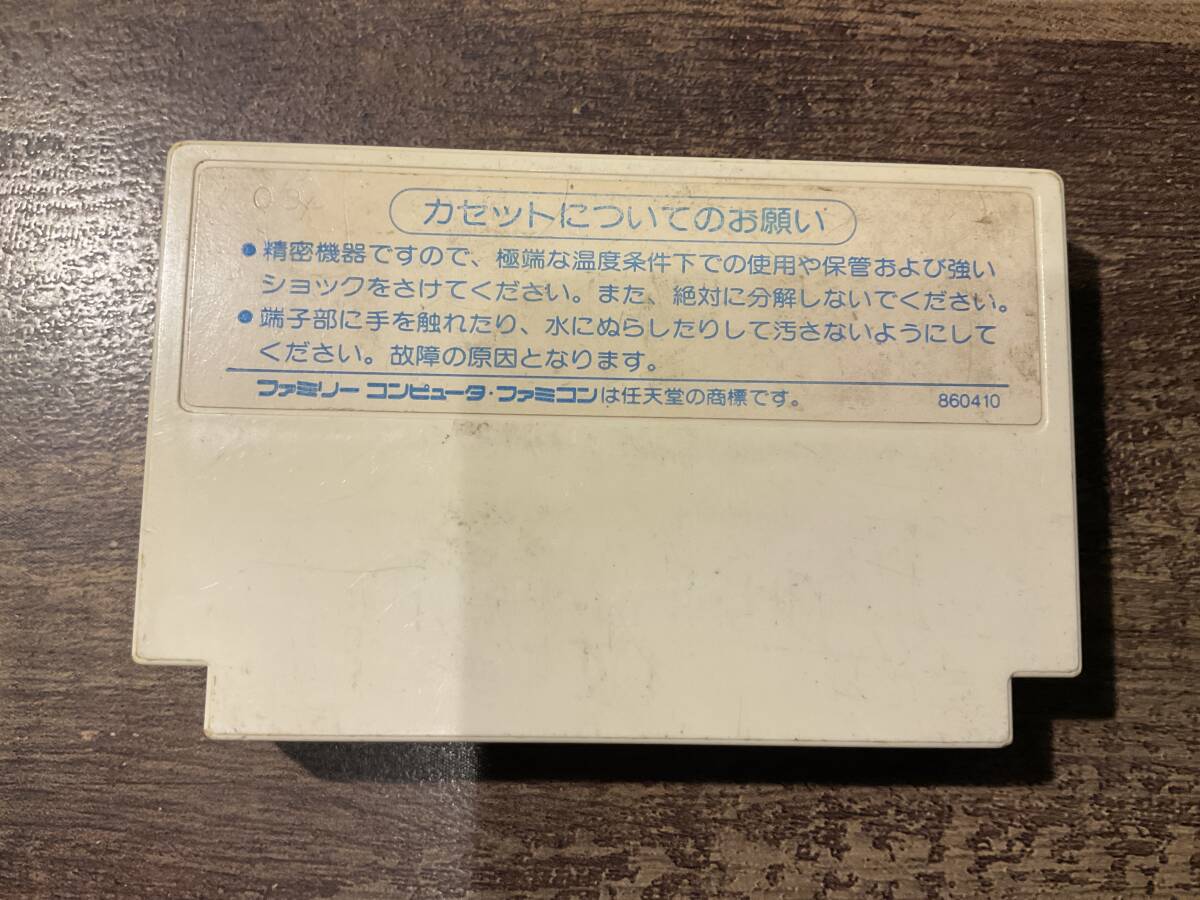 カセットについてのお願い
●精密機器ですので、極端な温度条件下での使用や保管および強い
ショックをさけてください。また、絶対に分解しないでください。
●端子部に手を触れたり、水にぬらしたりして汚さないようにして
ください。故障の原因となります。
ファミリーコンピュータ・ファミコンは任天堂の商標です。 860410